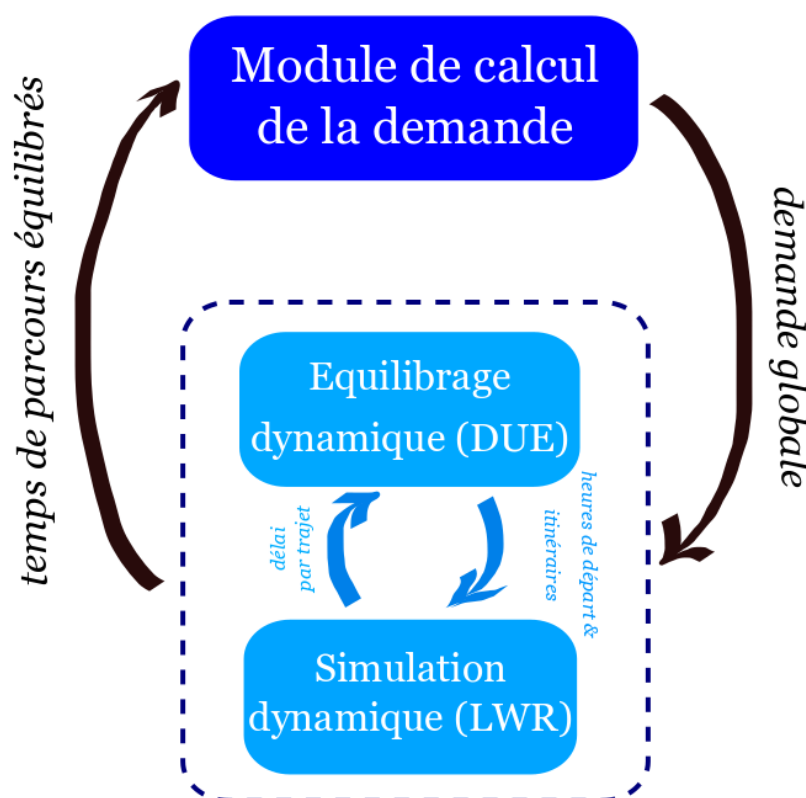 Module de calcul
de la demande
temps de parcours équilibrés
demande globale
Equilibrage
dynamique (DUE)
délai
par trajet
heures de départ &
itinéraires
Simulation
dynamique (LWR)